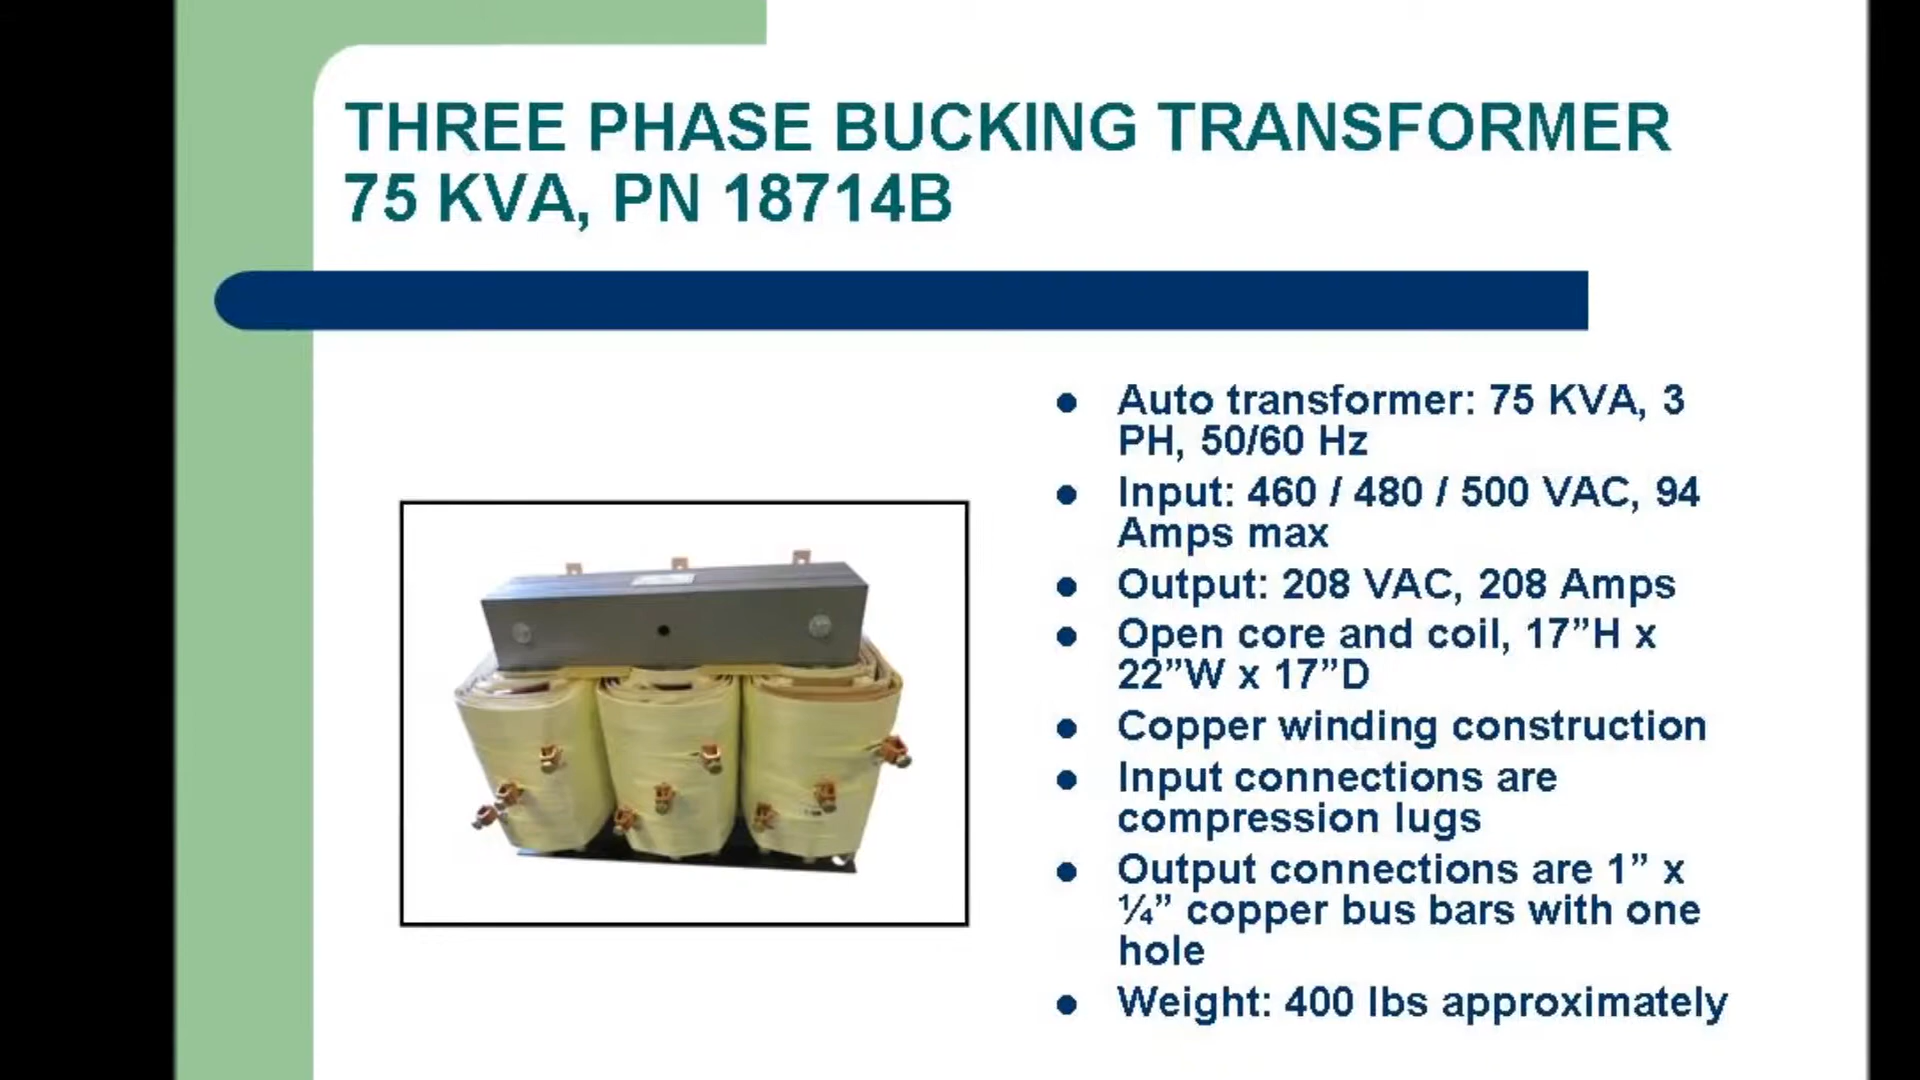 THREE PHASE BUCKING TRANSFORMER
75 KVA, PN 18714B
● Auto transformer: 75 KVA, 3
PH, 50/60 Hz
● Input: 460 / 480 / 500 VAC, 94
Amps max
● Output: 208 VAC, 208 Amps
● Open core and coil, 17”H x
22”W x 17”D
● Copper winding construction
● Input connections are
compression lugs
● Output connections are 1” x
¼” copper bus bars with one
hole
● Weight: 400 lbs approximately